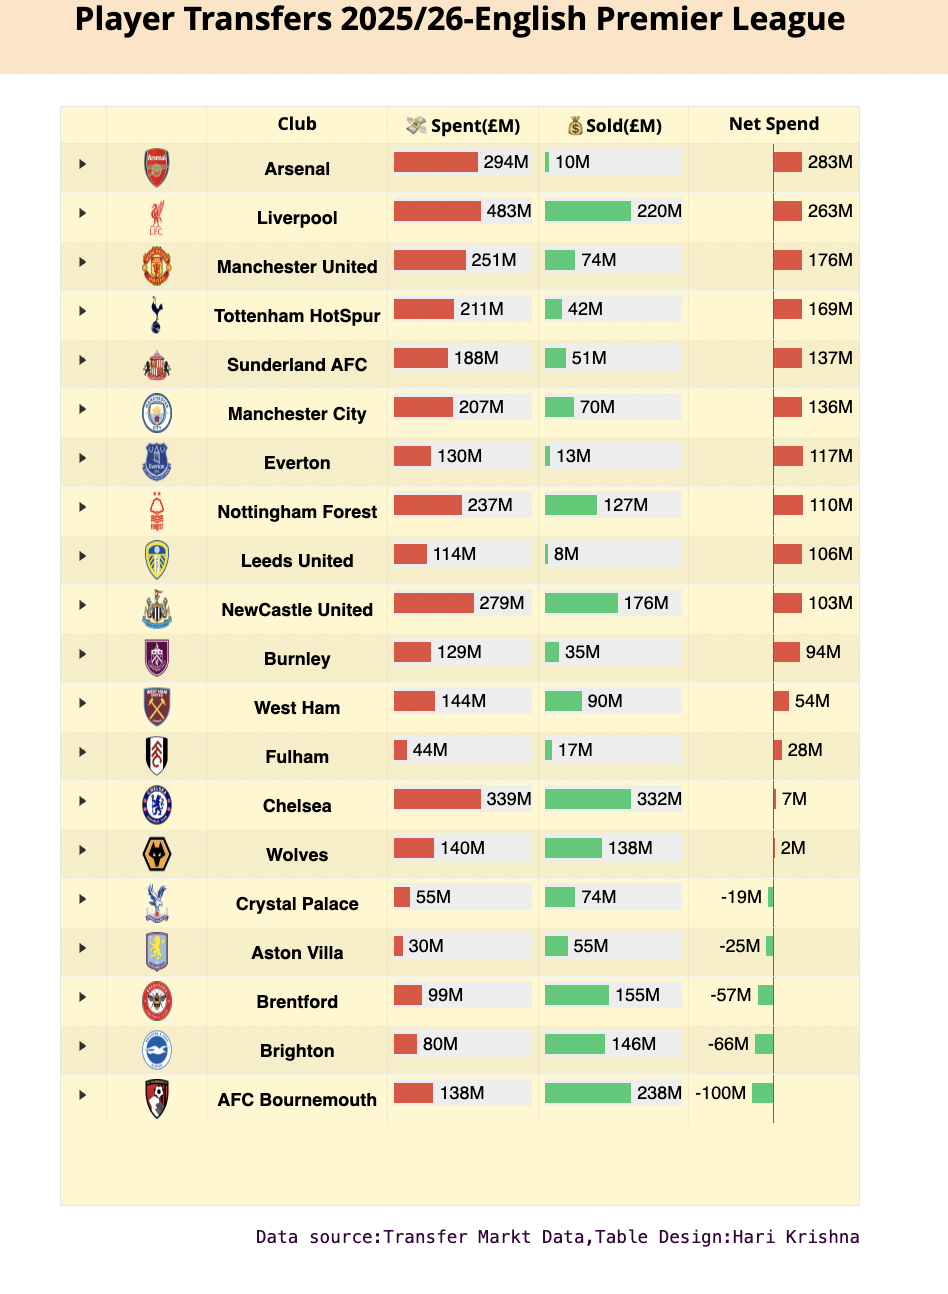 Player Transfers 2025/26-English Premier League
Club 💸 Spent(£M) 💰Sold(£M) Net Spend
Arsenal 294M 10M 283M
Liverpool 483M 220M 263M
Manchester United 251M 74M 176M
Tottenham HotSpur 211M 42M 169M
Sunderland AFC 188M 51M 137M
Manchester City 207M 70M 136M
Everton 130M 13M 117M
Nottingham Forest 237M 127M 110M
Leeds United 114M 8M 106M
NewCastle United 279M 176M 103M
Burnley 129M 35M 94M
West Ham 144M 90M 54M
Fulham 44M 17M 28M
Chelsea 339M 332M 7M
Wolves 140M 138M 2M
Crystal Palace 55M 74M -19M
Aston Villa 30M 55M -25M
Brentford 99M 155M -57M
Brighton 80M 146M -66M
AFC Bournemouth 138M 238M -100M
Data source:Transfer Markt Data,Table Design:Hari Krishna